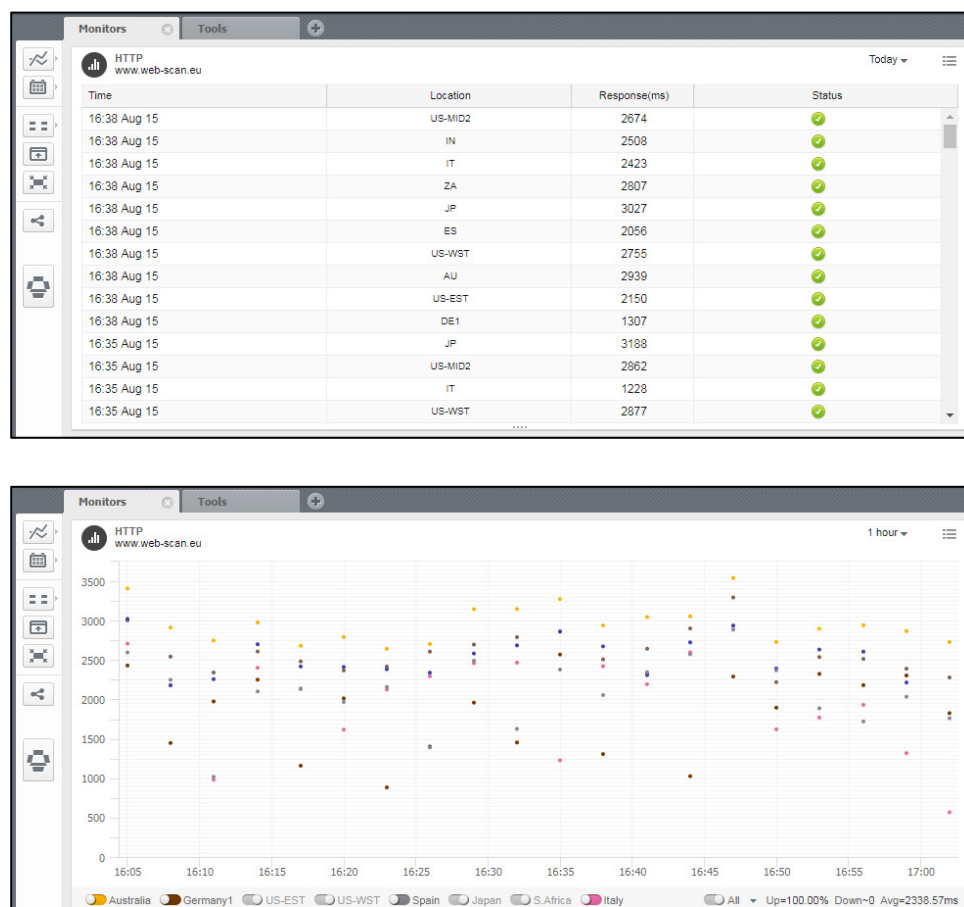 Monitors Tools
HTTP
www.web-scan.eu
Today
Time Location Response(ms) Status
16:38 Aug 15 US-MID2 2674
16:38 Aug 15 IN 2508
16:38 Aug 15 IT 2423
16:38 Aug 15 ZA 2807
16:38 Aug 15 JP 3027
16:38 Aug 15 ES 2056
16:38 Aug 15 US-WST 2755
16:38 Aug 15 AU 2939
16:38 Aug 15 US-EST 2150
16:38 Aug 15 DE1 1307
16:35 Aug 15 JP 3188
16:35 Aug 15 US-MID2 2862
16:35 Aug 15 IT 1228
16:35 Aug 15 US-WST 2877
Monitors Tools
HTTP
www.web-scan.eu
1 hour
3500
3000
2500
2000
1500
1000
500
0
16:05 16:10 16:15 16:20 16:25 16:30 16:35 16:40 16:45 16:50 16:55 17:00
Australia Germany1 US-EST US-WST Spain Japan S.Africa Italy All Up=100.00% Down~0 Avg=2338.57ms